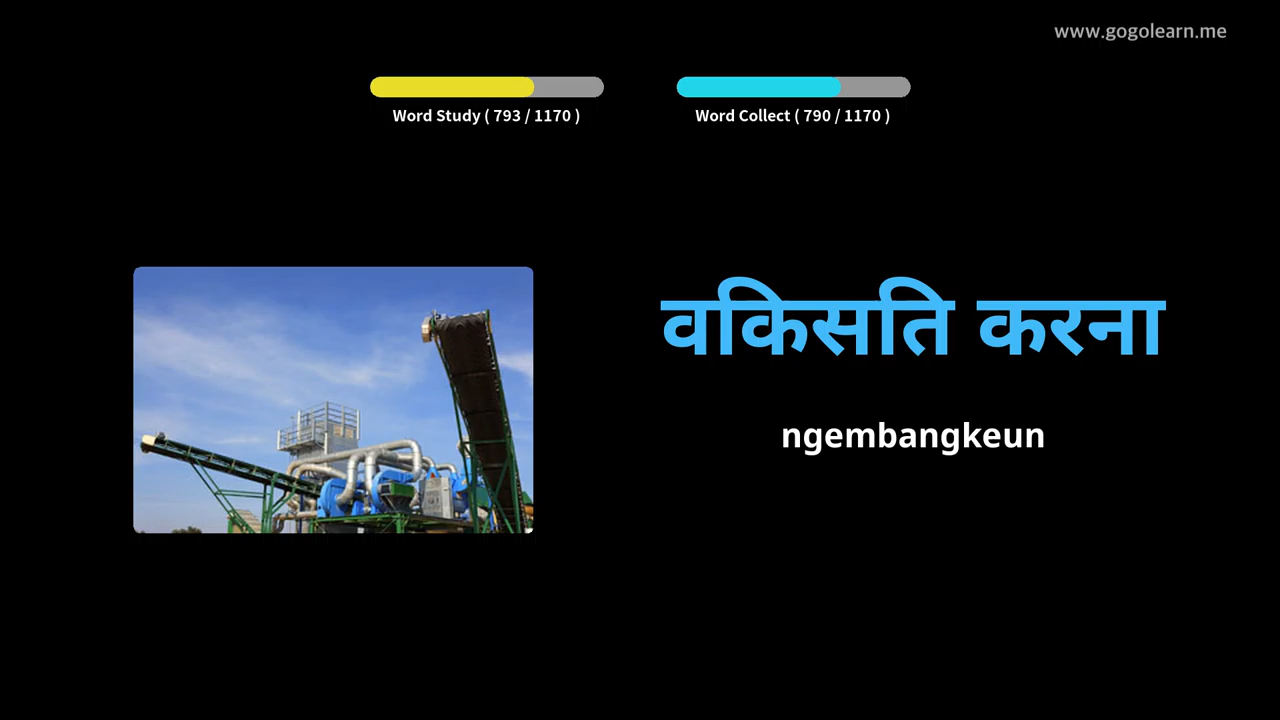 www.gogolearn.me
Word Study ( 793 / 1170 )
Word Collect ( 790 / 1170 )
वकिसति करना
ngembangkeun